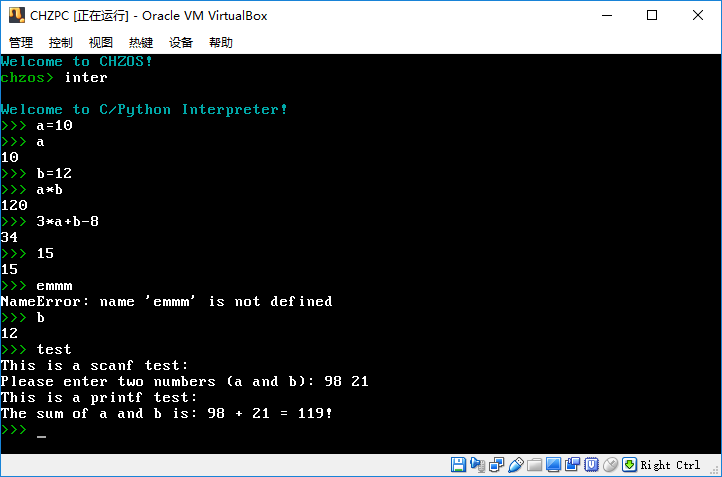 CHZPC [正在运行] - Oracle VM VirtualBox
管理 控制 视图 热键 设备 帮助
Welcome to CHZOS!
chzos> inter
Welcome to C/Python Interpreter!
>>> a=10
>>> a
10
>>> b=12
>>> a*b
120
>>> 3*a+b-8
34
>>> 15
15
>>> emmm
NameError: name 'emmm' is not defined
>>> b
12
>>> test
This is a scanf test:
Please enter two numbers (a and b): 98 21
This is a printf test:
The sum of a and b is: 98 + 21 = 119!
>>> _
Right Ctrl